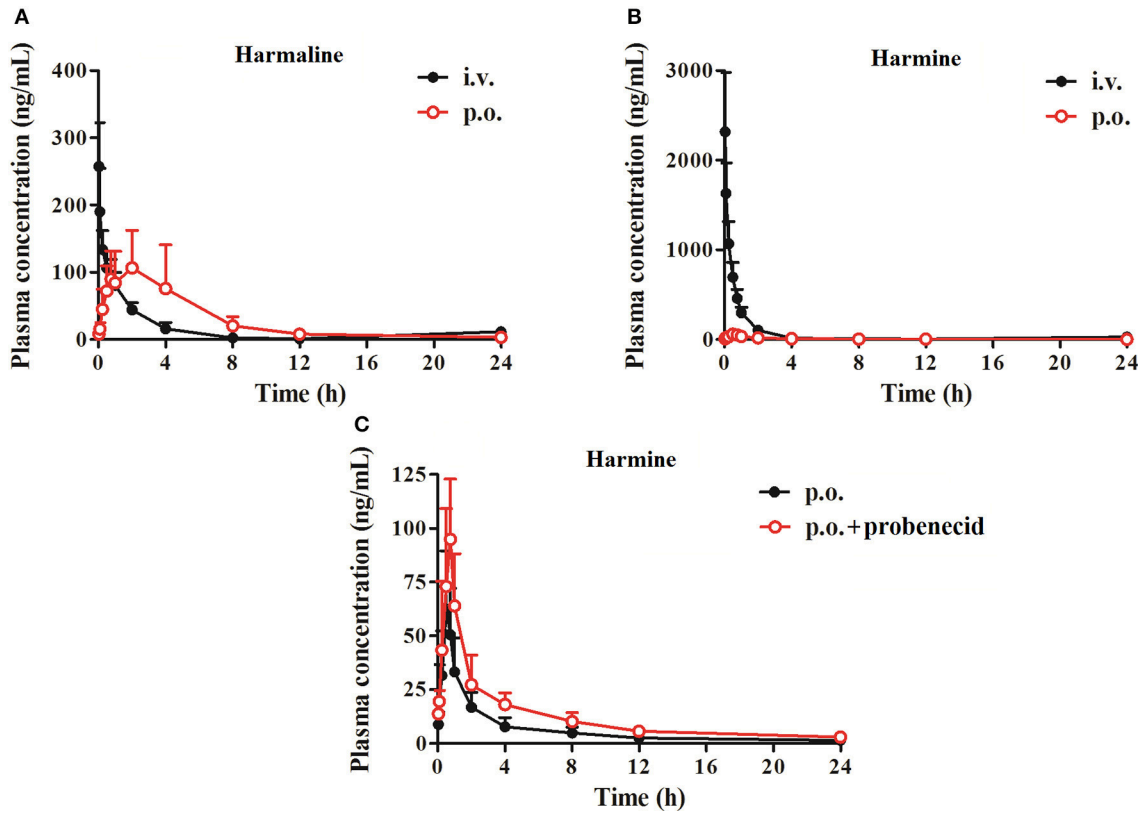 A
Harmaline
Plasma concentration (ng/mL)
400
300
200
100
0
i.v.
p.o.
0 4 8 12 16 20 24
Time (h)
B
Harmine
Plasma concentration (ng/mL)
3000
2000
1000
0
i.v.
p.o.
0 4 8 12 16 20 24
Time (h)
C
Harmine
Plasma concentration (ng/mL)
125
100
75
50
25
0
p.o.
p.o.+probenecid
0 4 8 12 16 20 24
Time (h)